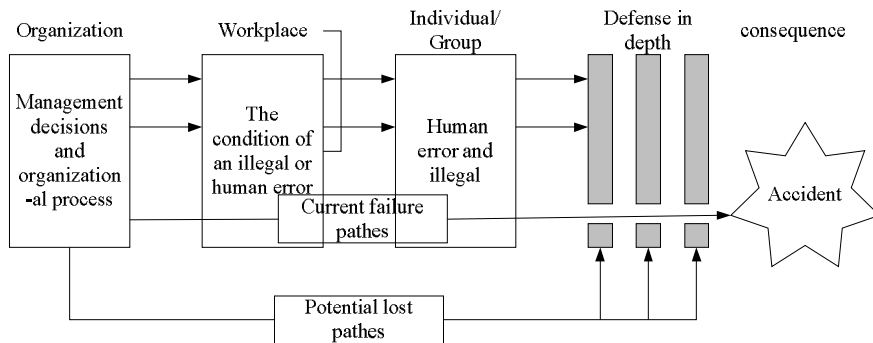 Organization
Workplace
Individual/
Group
Defense in
depth
consequence
Management
decisions
and
organization
-al process
The
condition of
an illegal or
human error
Human
error and
illegal
Current failure
pathes
Accident
Potential lost
pathes